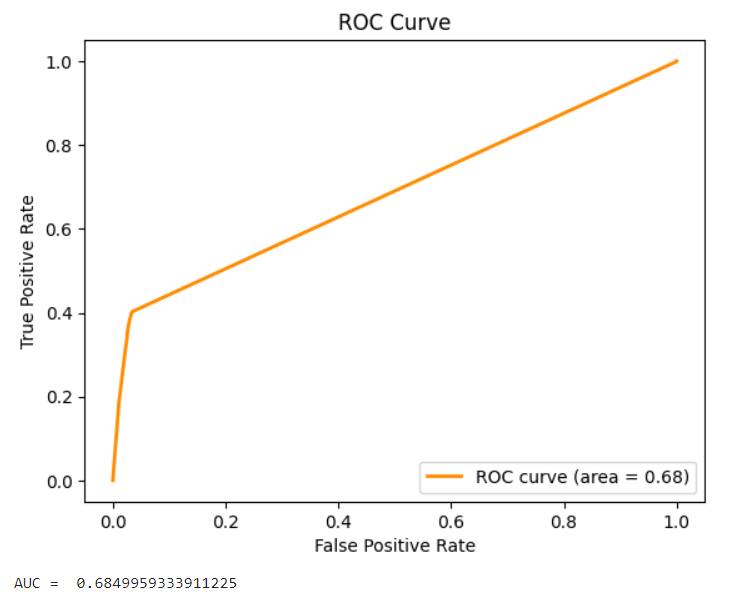 ROC Curve
1.0
0.8
0.6
0.4
0.2
0.0
True Positive Rate
ROC curve (area = 0.68)
0.0 0.2 0.4 0.6 0.8 1.0
False Positive Rate
AUC = 0.6849959333911225